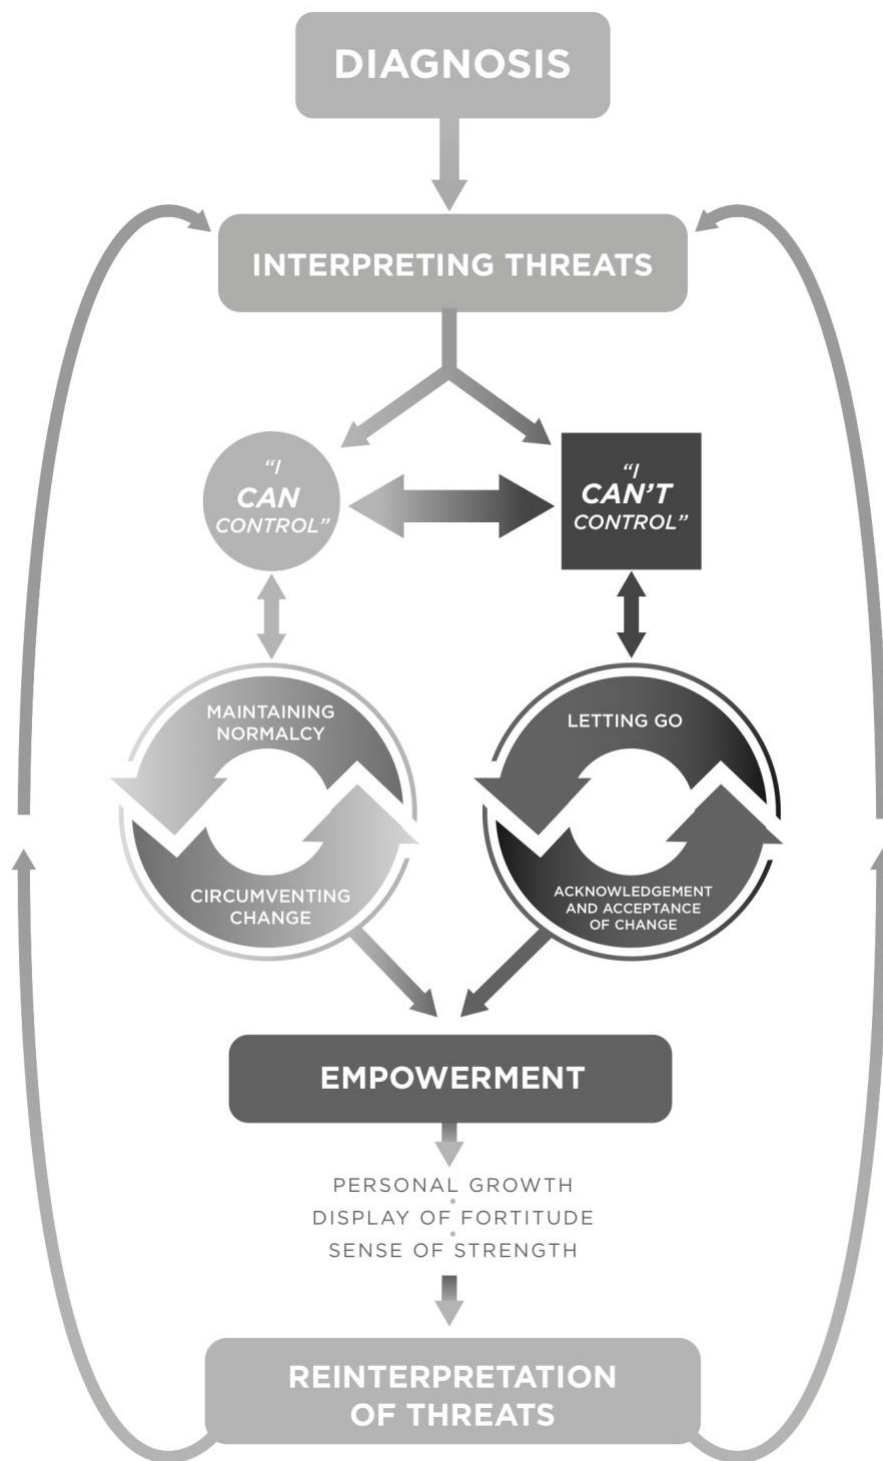 DIAGNOSIS
INTERPRETING THREATS
“I
CAN
CONTROL”
“I
CAN’T
CONTROL”
MAINTAINING
NORMALCY
CIRCUMVENTING
CHANGE
LETTING GO
ACKNOWLEDGEMENT
AND ACCEPTANCE
OF CHANGE
EMPOWERMENT
PERSONAL GROWTH
•
DISPLAY OF FORTITUDE
•
SENSE OF STRENGTH
REINTERPRETATION
OF THREATS